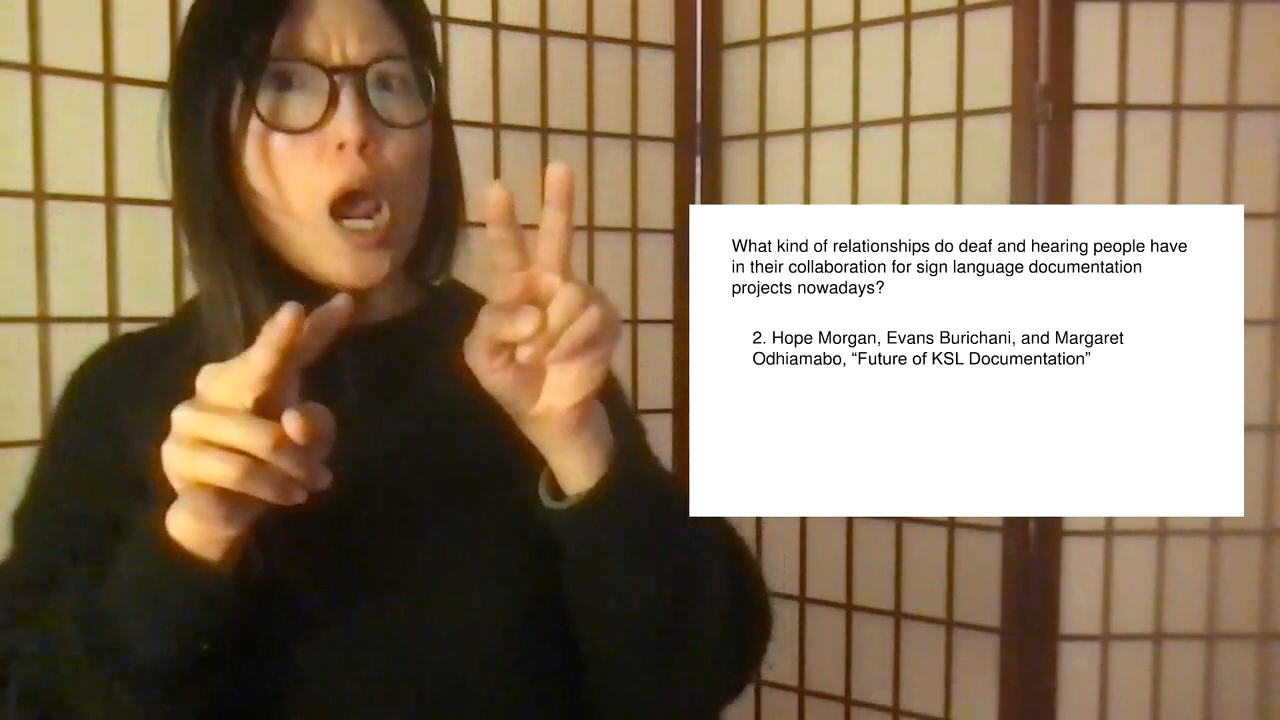 What kind of relationships do deaf and hearing people have
in their collaboration for sign language documentation
projects nowadays?
2. Hope Morgan, Evans Burichani, and Margaret
Odhiamabo, “Future of KSL Documentation”